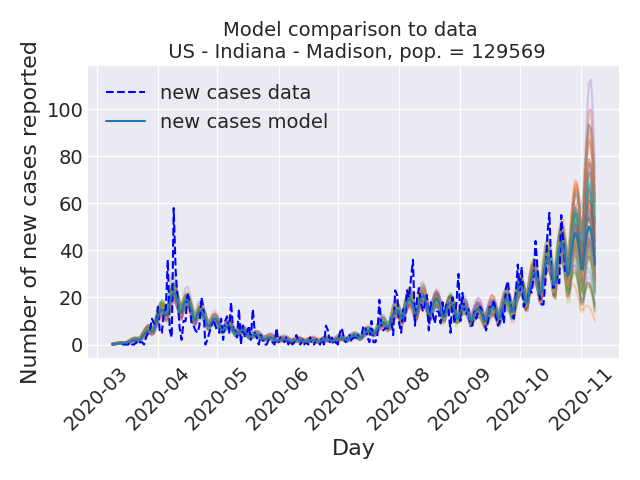 Model comparison to data
US - Indiana - Madison, pop. = 129569
new cases data
new cases model
Number of new cases reported
100
80
60
40
20
0
2020-03
2020-04
2020-05
2020-06
2020-07
2020-08
2020-09
2020-10
2020-11
Day